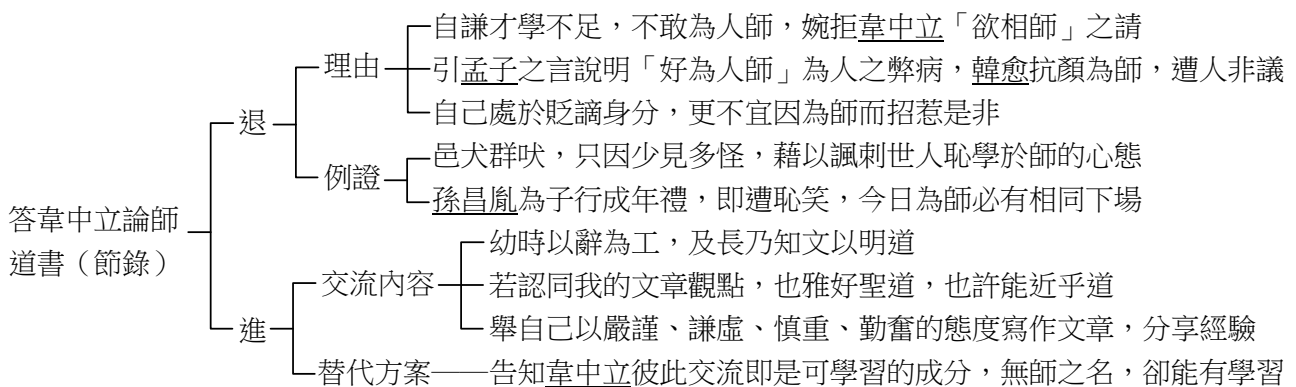 自謙才學不足，不敢為人師，婉拒韋中立「欲相師」之請
理由
引孟子之言說明「好為人師」為人之弊病，韓愈抗顏為師，遭人非議
自己處於貶謫身分，更不宜因為師而招惹是非
退
邑犬群吠，只因少見多怪，藉以諷刺世人恥學於師的心態
例證
孫昌胤為子行成年禮，即遭恥笑，今日為師必有相同下場
答韋中立論師
道書（節錄）
幼時以辭為工，及長乃知文以明道
交流內容
若認同我的文章觀點，也雅好聖道，也許能近乎道
進
舉自己以嚴謹、謙虛、慎重、勤奮的態度寫作文章，分享經驗
替代方案──告知韋中立彼此交流即是可學習的成分，無師之名，卻能有學習